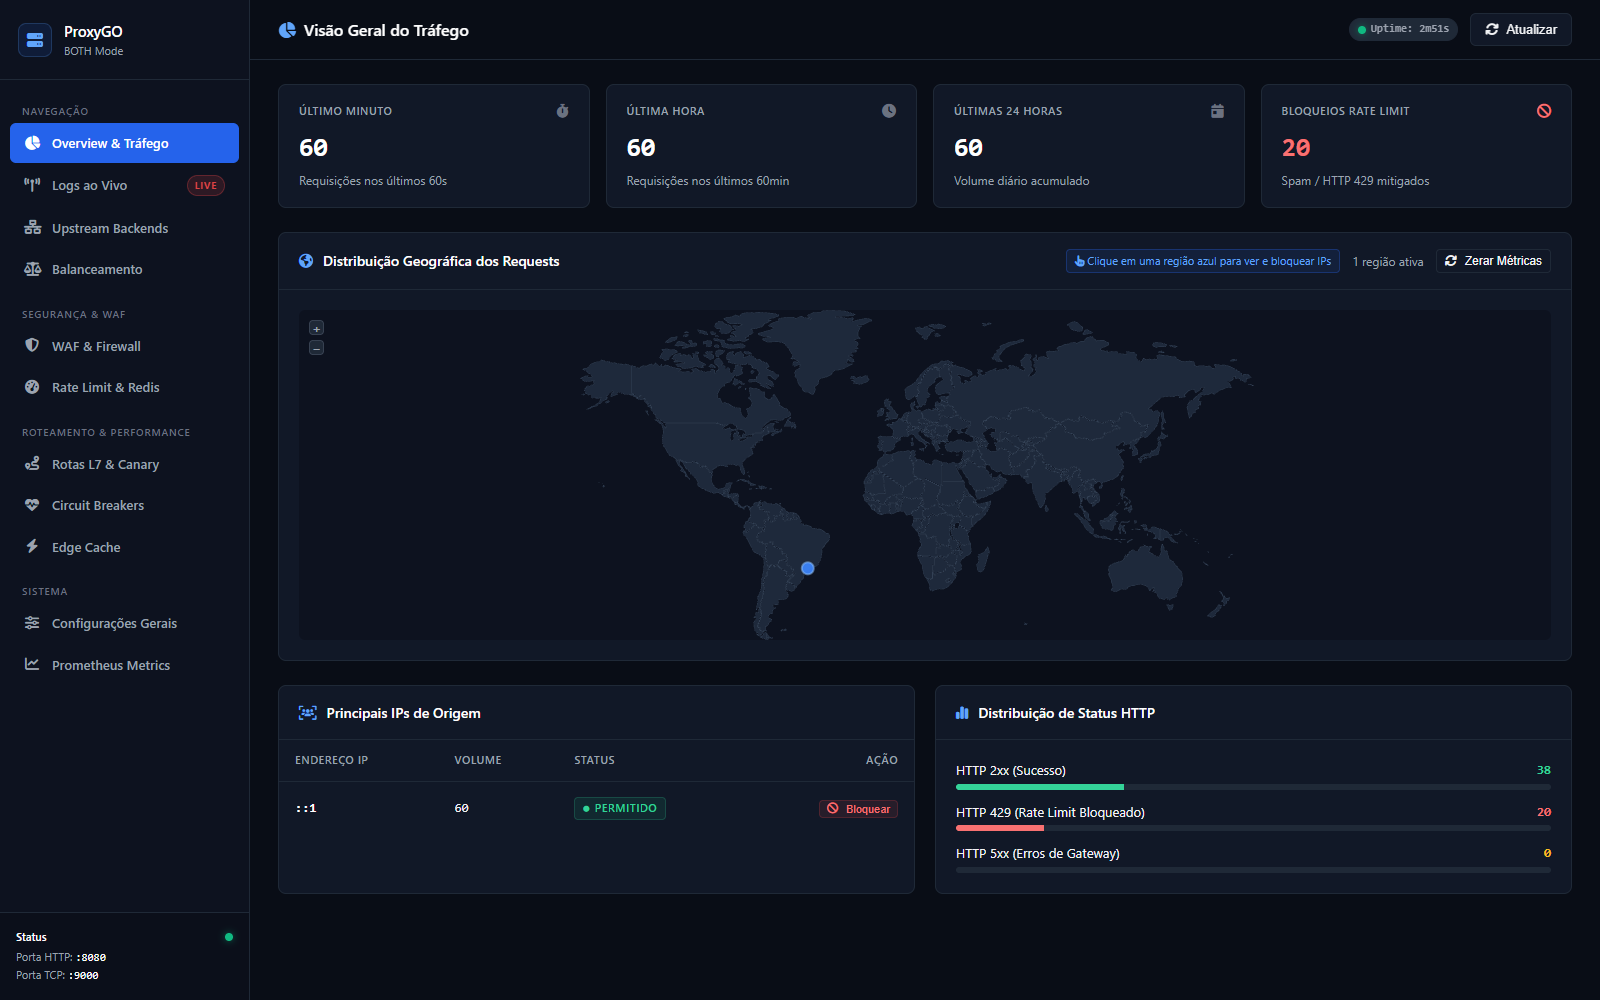 ProxyGO
BOTH Mode
NAVEGAÇÃO
Overview & Tráfego
Logs ao Vivo LIVE
Upstream Backends
Balanceamento
SEGURANÇA & WAF
WAF & Firewall
Rate Limit & Redis
ROTEAMENTO & PERFORMANCE
Rotas L7 & Canary
Circuit Breakers
Edge Cache
SISTEMA
Configurações Gerais
Prometheus Metrics
Status
Porta HTTP: :8080
Porta TCP: :9000
Visão Geral do Tráfego
Uptime: 2m51s
Atualizar
ÚLTIMO MINUTO
60
Requisições nos últimos 60s
ÚLTIMA HORA
60
Requisições nos últimos 60min
ÚLTIMAS 24 HORAS
60
Volume diário acumulado
BLOQUEIOS RATE LIMIT
20
Spam / HTTP 429 mitigados
Distribuição Geográfica dos Requests
Clique em uma região azul para ver e bloquear IPs
1 região ativa
Zerar Métricas
+
−
Principais IPs de Origem
ENDEREÇO IP VOLUME STATUS AÇÃO
::1 60 PERMITIDO Bloquear
Distribuição de Status HTTP
HTTP 2xx (Sucesso) 38
HTTP 429 (Rate Limit Bloqueado) 20
HTTP 5xx (Erros de Gateway) 0